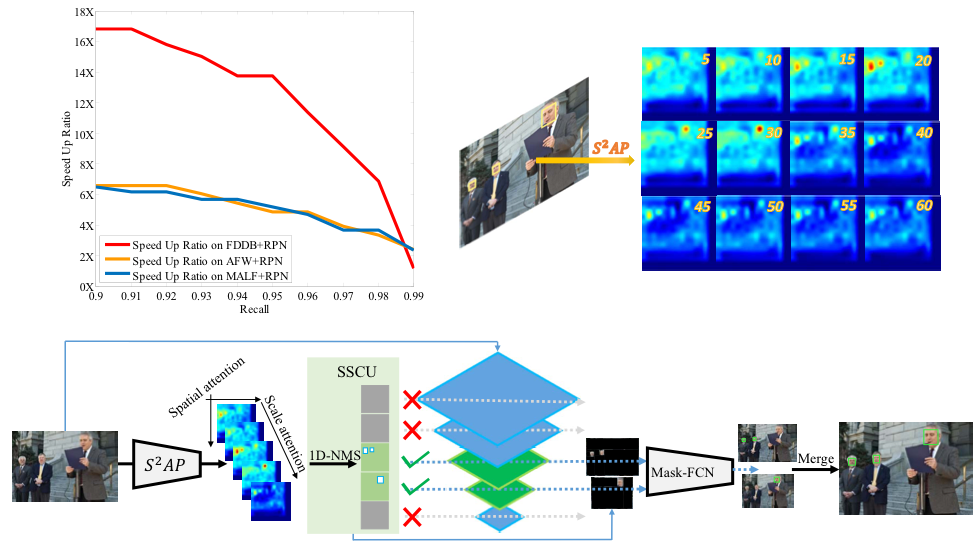 18X
16X
14X
12X
10X
8X
6X
4X
2X
0X
Speed Up Ratio
Speed Up Ratio on FDDB+RPN
Speed Up Ratio on AFW+RPN
Speed Up Ratio on MALF+RPN
0.9 0.91 0.92 0.93 0.94 0.95 0.96 0.97 0.98 0.99
Recall
S²AP
5 10 15 20
25 30 35 40
45 50 55 60
Spatial attention
Scale attention
S²AP
SSCU
1D-NMS
Mask-FCN
Merge